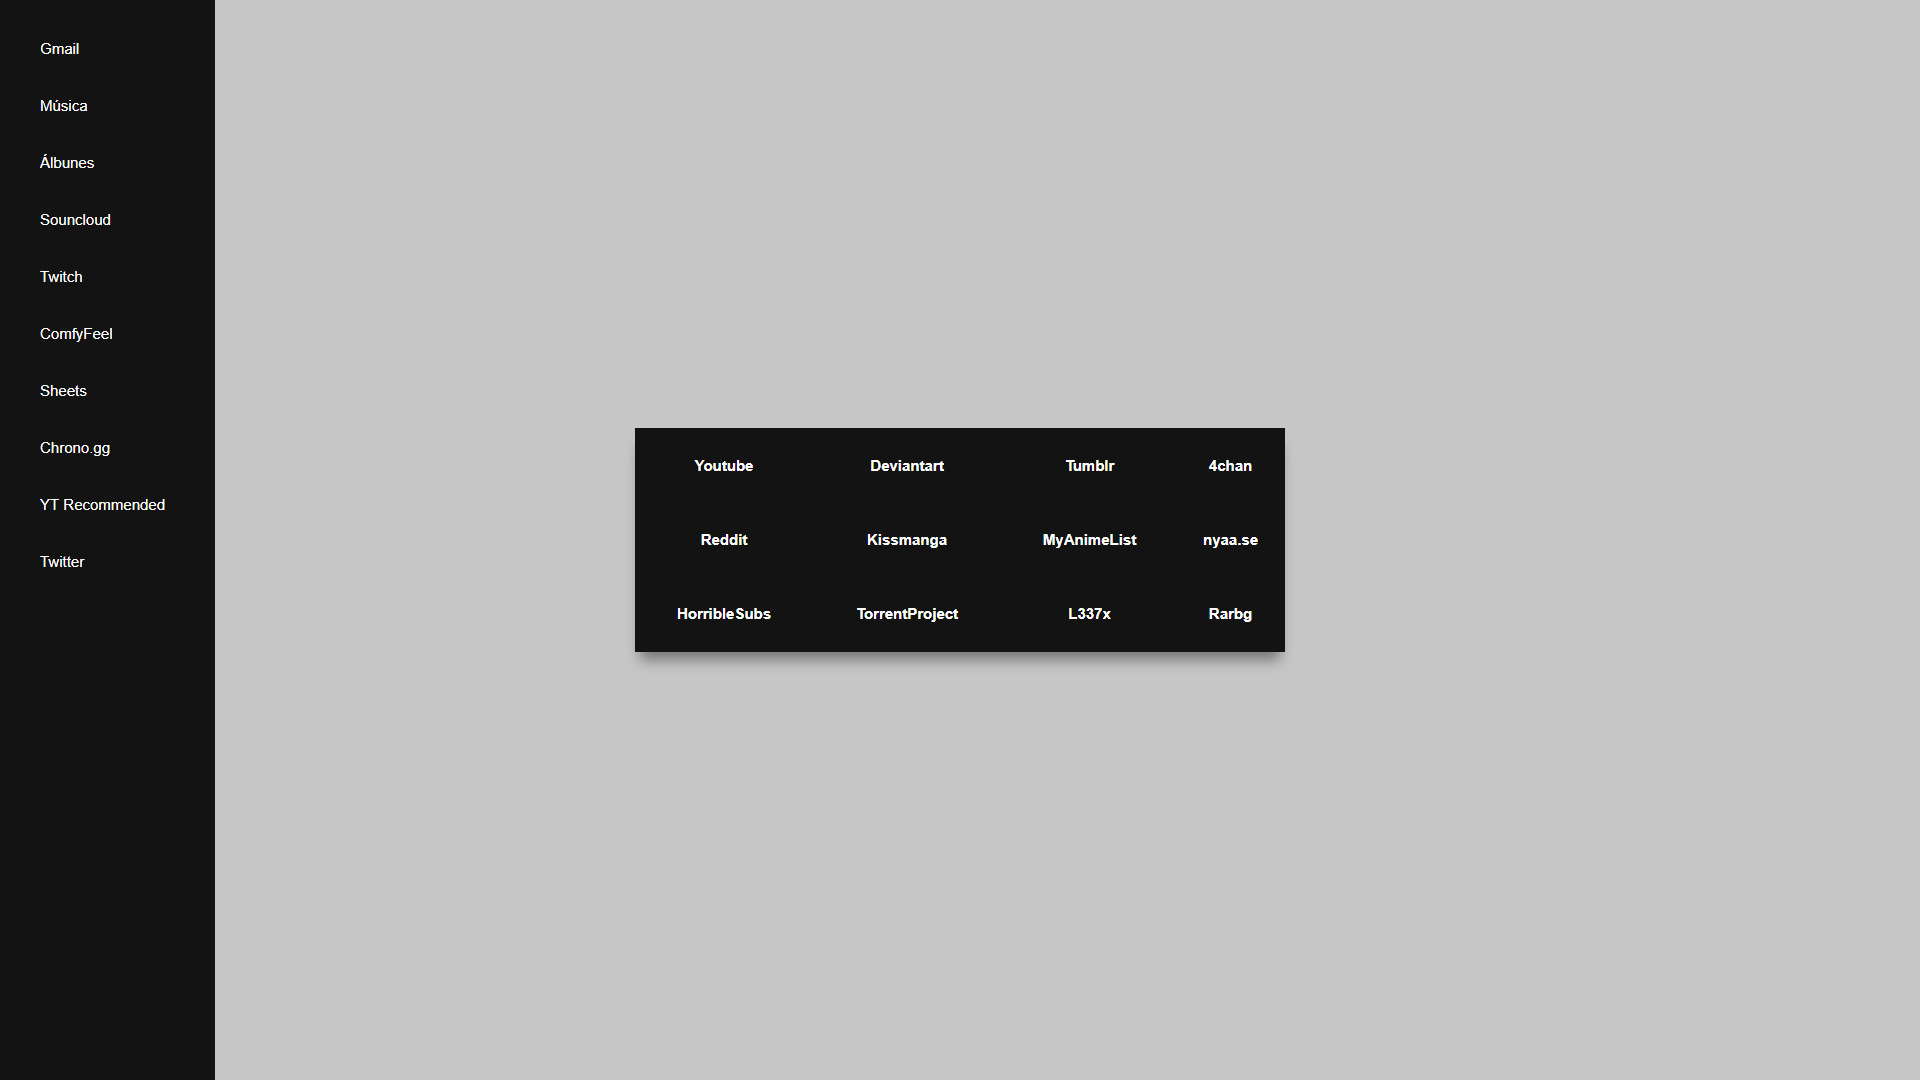 Gmail
Música
Álbunes
Souncloud
Twitch
ComfyFeel
Sheets
Chrono.gg
YT Recommended
Twitter
Youtube Deviantart Tumblr 4chan
Reddit Kissmanga MyAnimeList nyaa.se
HorribleSubs TorrentProject L337x Rarbg